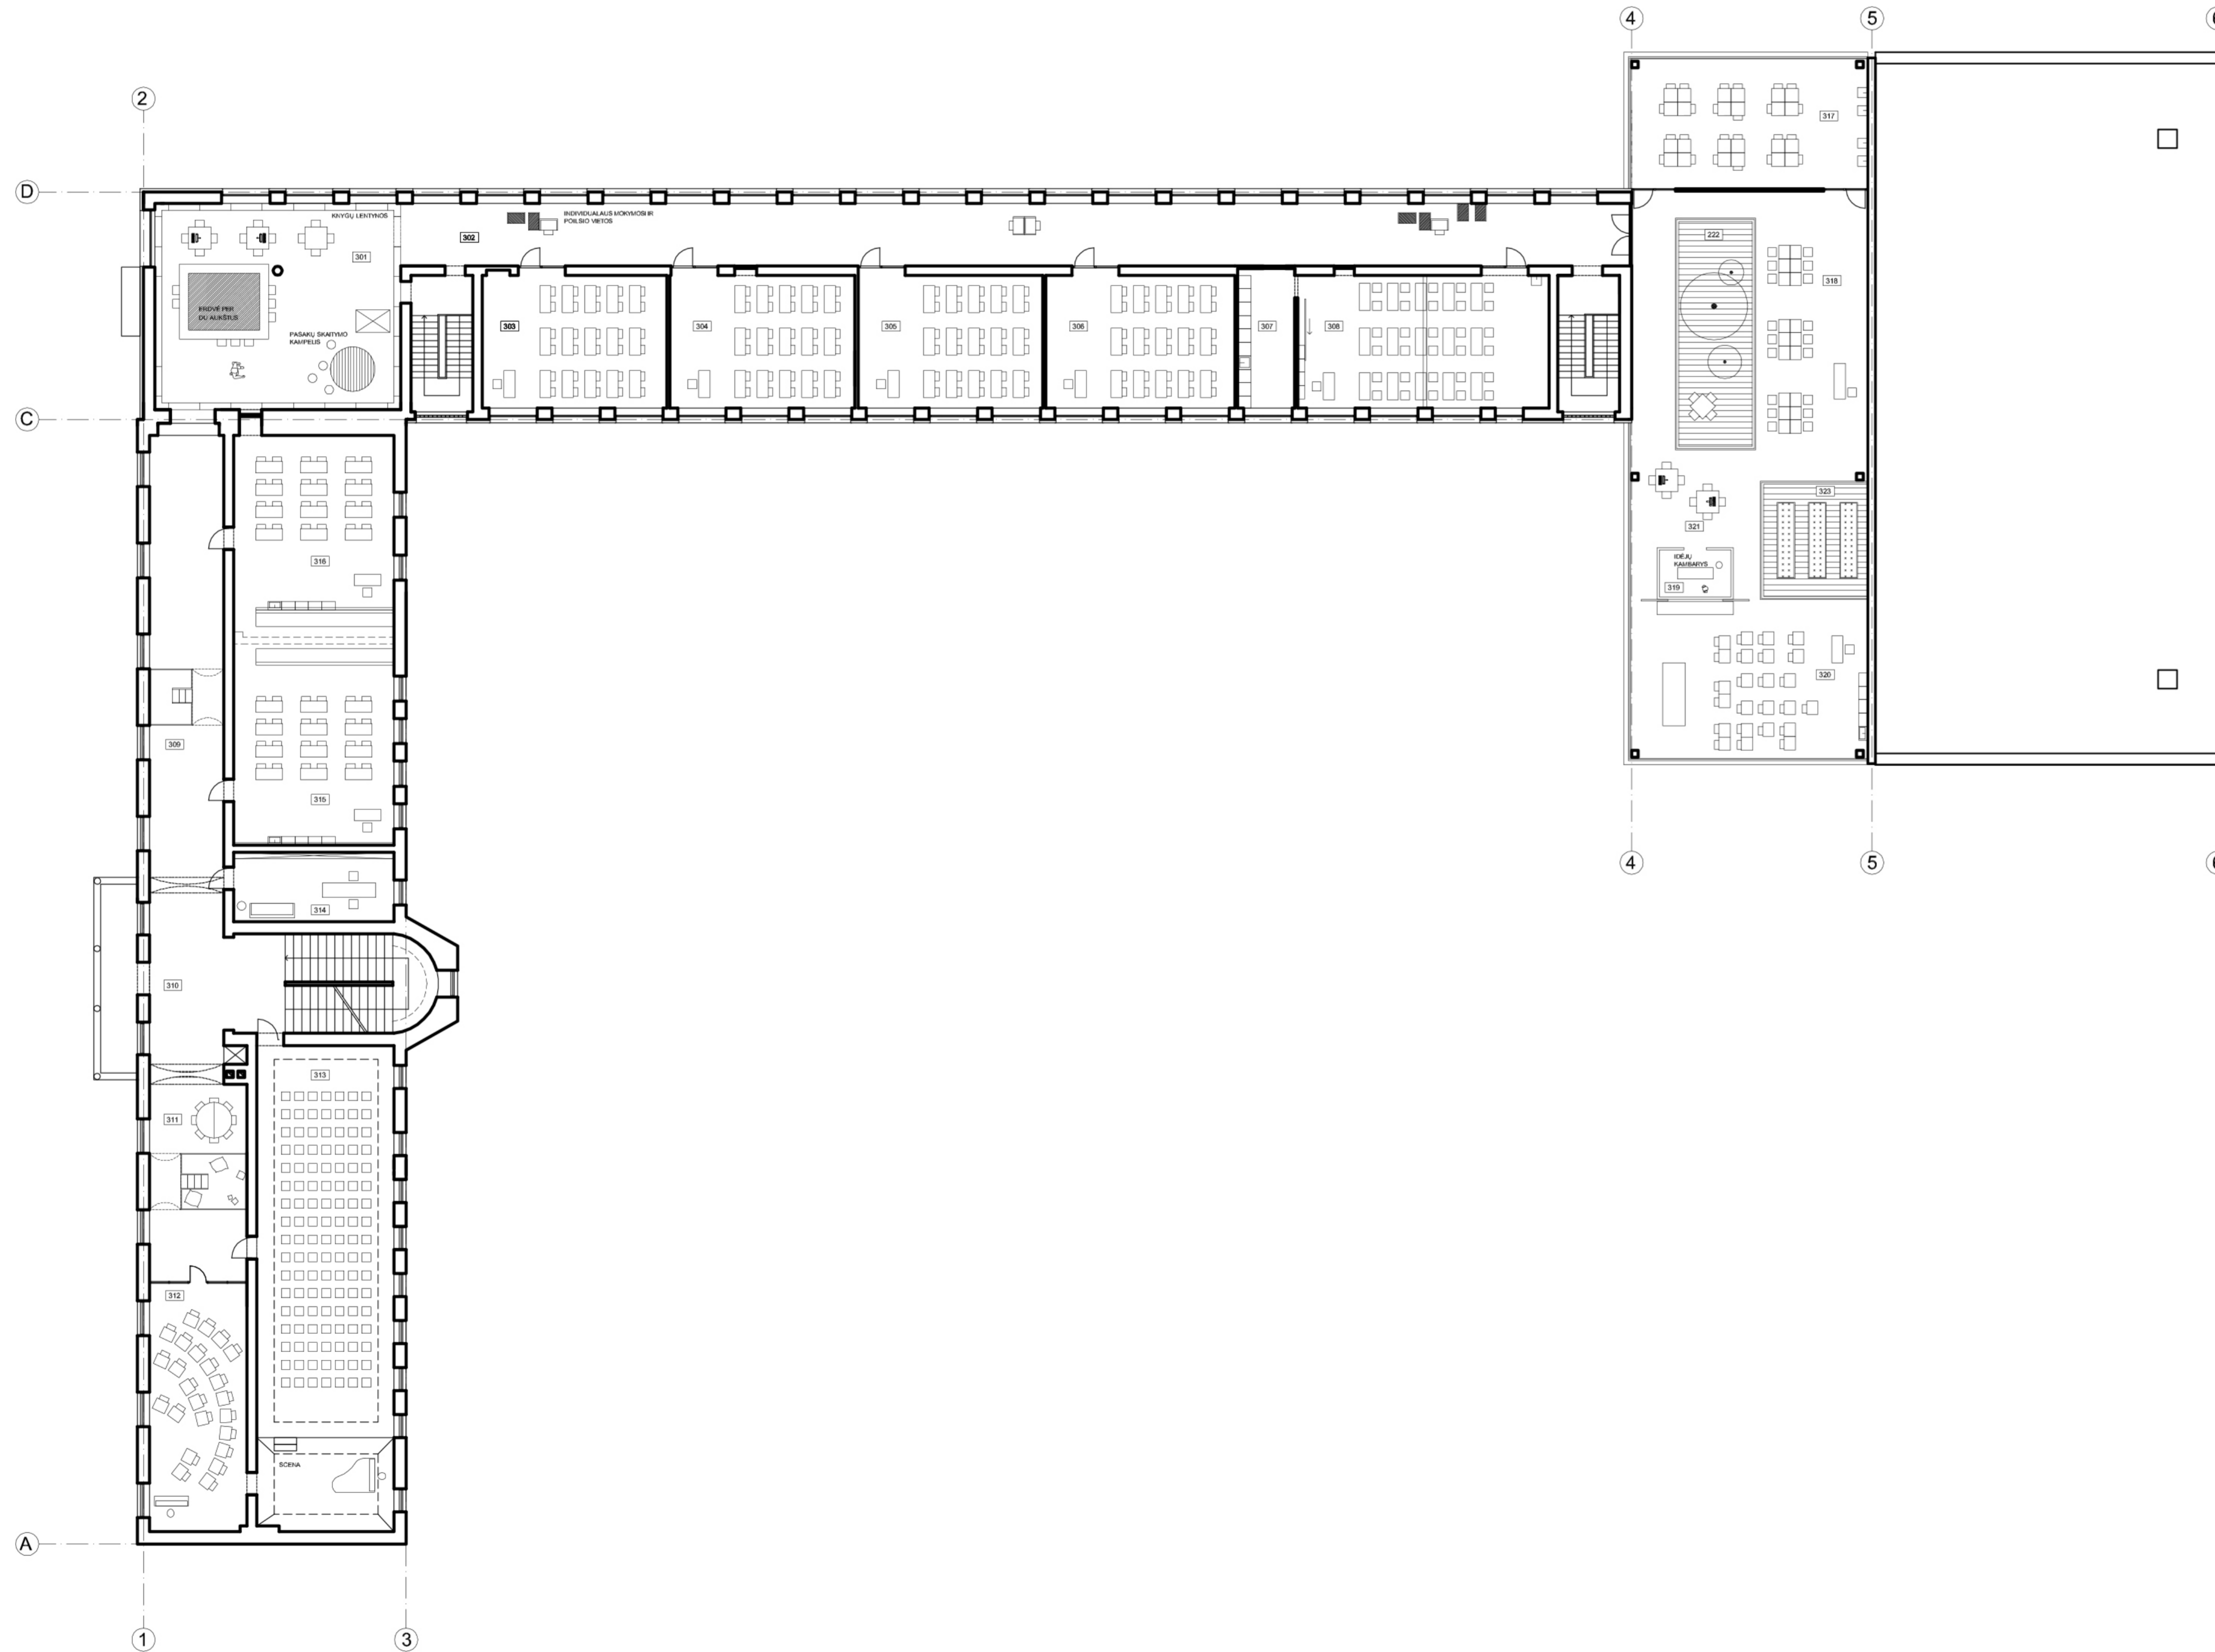 4
5
2
317
D
KNYGŲ LENTYNOS
INDIVIDUALAUS MOKYMOSI IR
POILSIO VIETOS
302
301
222
318
ERDVĖ PER
DU AUKŠTUS
PASAKŲ SKAITYMO
KAMPELIS
303
304
305
306
307
308
C
323
321
316
IDĖJŲ
KAMBARYS
319
320
309
315
4
5
314
310
313
311
312
SCENA
A
1
3